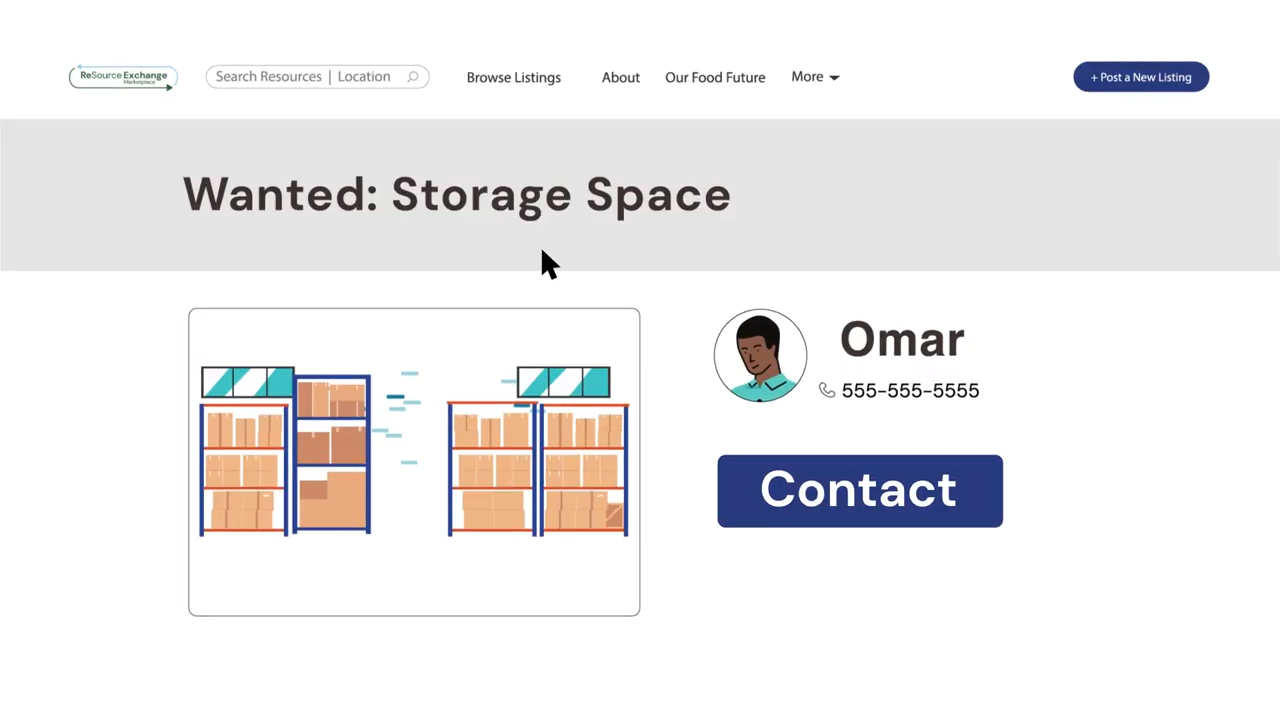 ReSource Exchange
Marketplace
Search Resources | Location
Browse Listings
About
Our Food Future
More
+ Post a New Listing
Wanted: Storage Space
Omar
555-555-5555
Contact